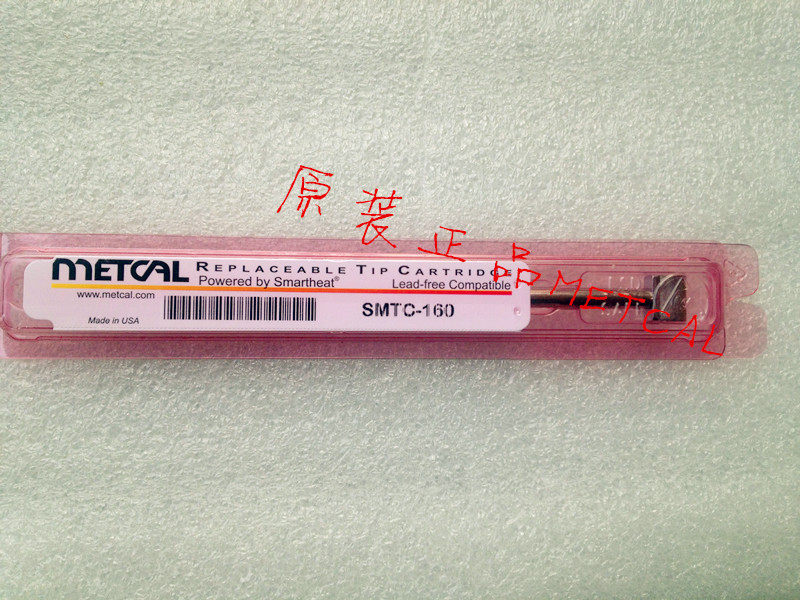 原装正品METCAL
METCAL REPLACEABLE TIP CARTRIDGE
Powered by Smartheat® Lead-free Compatible
www.metcal.com
SMTC-160
Made in USA